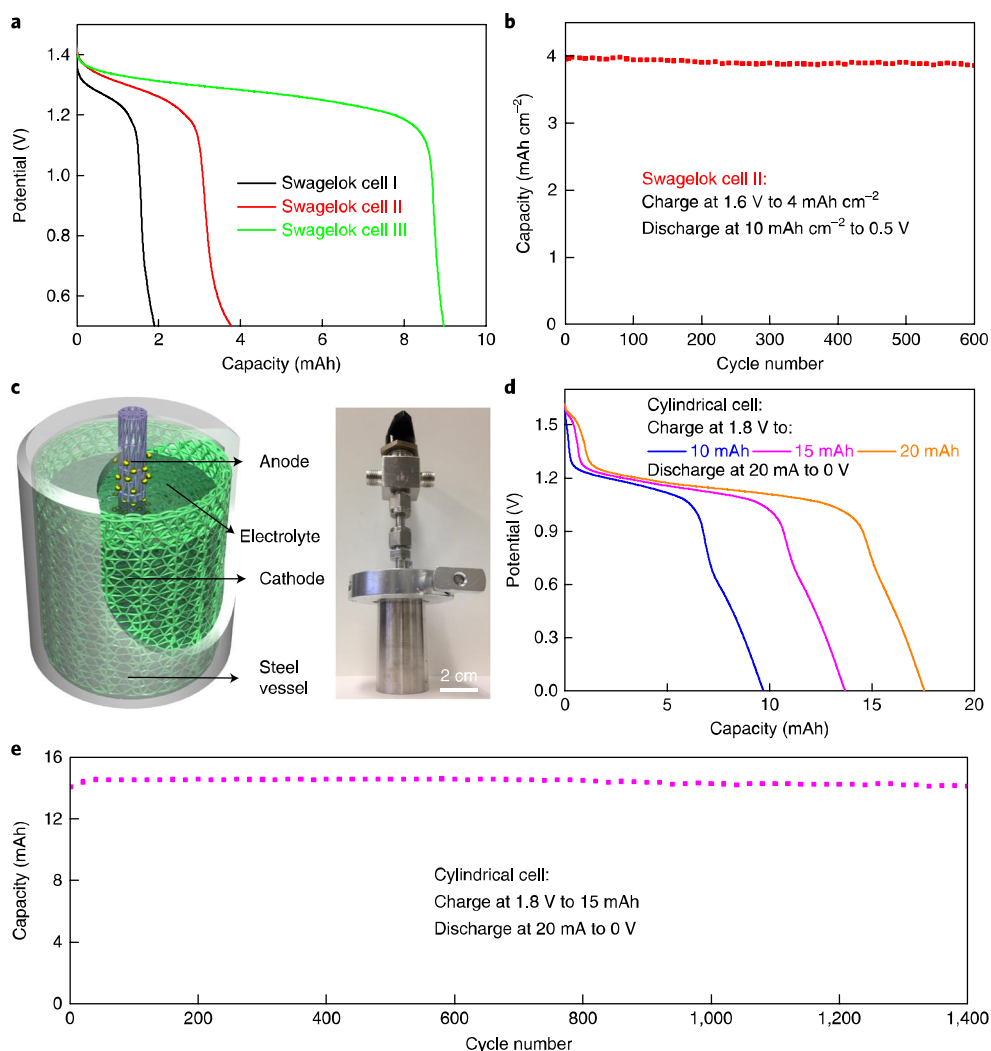 a
1.4
1.2
1.0
0.8
0.6
Potential (V)
Swagelok cell I
Swagelok cell II
Swagelok cell III
0 2 4 6 8 10
Capacity (mAh)
b
4
2
0
Capacity (mAh cm⁻²)
Swagelok cell II:
Charge at 1.6 V to 4 mAh cm⁻²
Discharge at 10 mAh cm⁻² to 0.5 V
0 100 200 300 400 500 600
Cycle number
c
Anode
Electrolyte
Cathode
Steel
vessel
2 cm
d
1.5
1.2
0.9
0.6
0.3
0.0
Potential (V)
Cylindrical cell:
Charge at 1.8 V to:
10 mAh 15 mAh 20 mAh
Discharge at 20 mA to 0 V
0 5 10 15 20
Capacity (mAh)
e
16
12
8
4
0
Capacity (mAh)
Cylindrical cell:
Charge at 1.8 V to 15 mAh
Discharge at 20 mA to 0 V
0 200 400 600 800 1,000 1,200 1,400
Cycle number